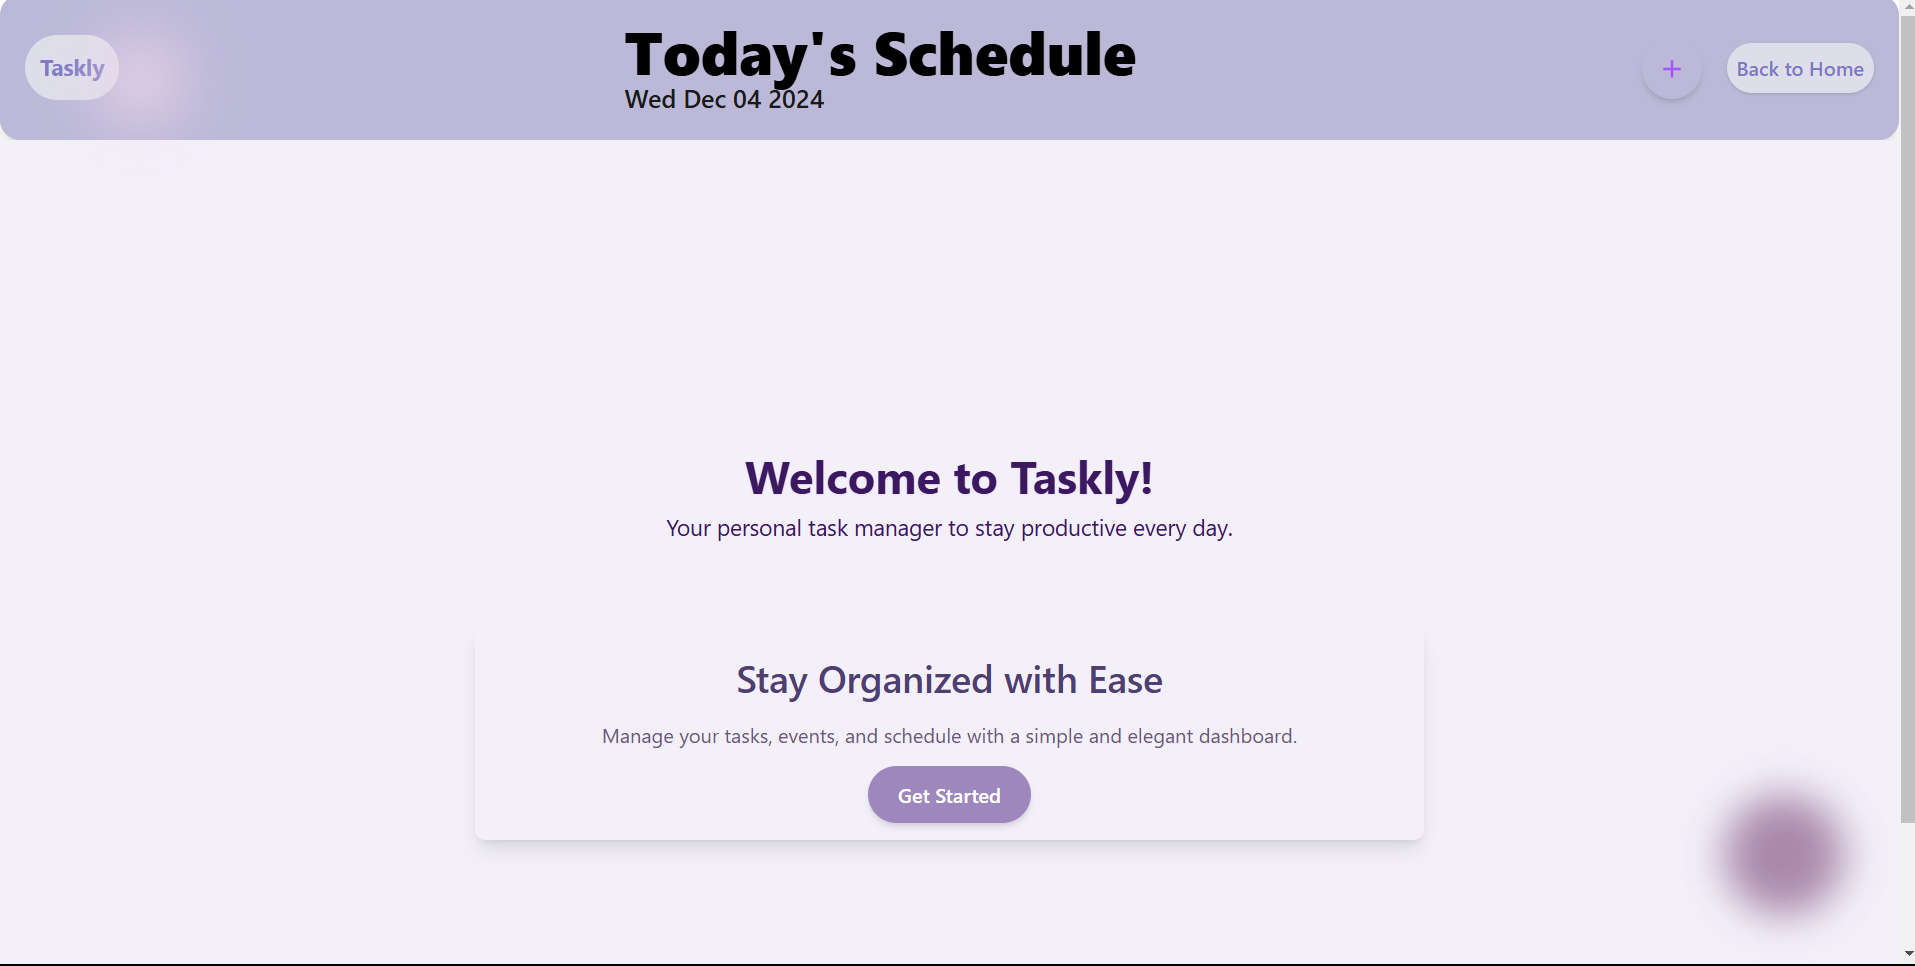 Taskly
Today's Schedule
Wed Dec 04 2024
+
Back to Home
Welcome to Taskly!
Your personal task manager to stay productive every day.
Stay Organized with Ease
Manage your tasks, events, and schedule with a simple and elegant dashboard.
Get Started